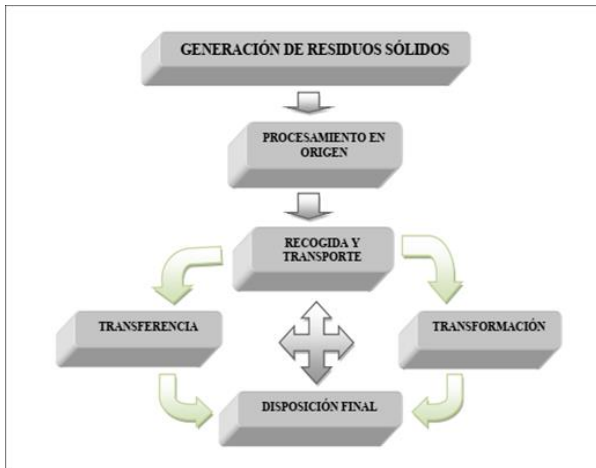 GENERACIÓN DE RESIDUOS SÓLIDOS
PROCESAMIENTO EN
ORIGEN
RECOGIDA Y
TRANSPORTE
TRANSFERENCIA
TRANSFORMACIÓN
DISPOSICIÓN FINAL